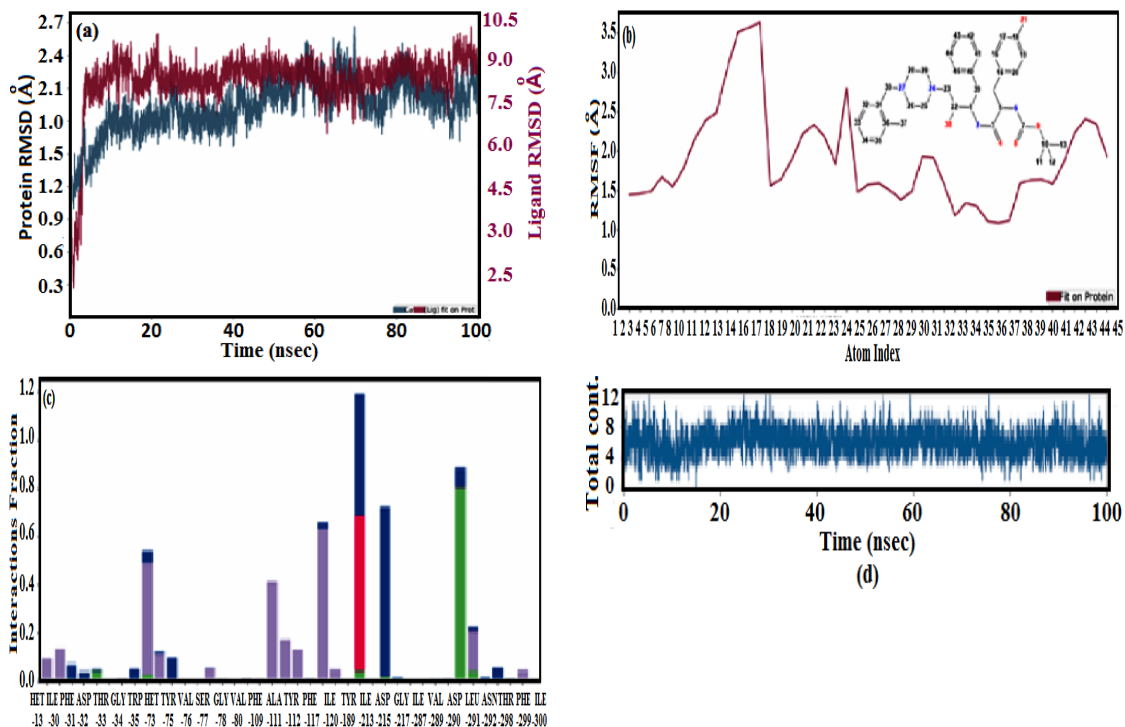 (a)
2.7
2.4
2.1
1.0
1.5
1.2
0.9
0.6
0.3
Protein RMSD (Å)
10.5
9.0
7.5
6.0
4.5
3.0
2.5
Ligand RMSD (Å)
(Lig) fit on Prot
0 20 40 60 80 100
Time (nsec)
(b)
3.5
3.0
2.5
2.0
1.5
1.0
0.5
0.0
RMSF (Å)
Fit on Protein
1 2 3 4 5 6 7 8 9 10 11 12 13 15 16 17 18 19 20 21 22 23 24 25 26 27 28 29 30 31 32 33 34 35 36 37 39 40 42 44 45
Atom Index
(c)
1.2
1.0
0.8
0.6
0.4
0.2
0.0
Interactions Fraction
HET ILE PHE ASP THR GLY TRP HET TYR VAL SER GLY VAL PHE ALA TYR PHE ILE TYR ILE ASP GLY ILE VAL ASP LEU ASN THR PHE ILE
-13 -30 -31 -32 -33 -34 -35 -73 -75 -76 -77 -78 -80 -109 -111 -112 -117 -120 -189 -213 -215 -217 -287 -289 -290 -291 -292 -293 -299 -300
Total cont.
12
8
4
0
0 20 40 60 80 100
Time (nsec)
(d)